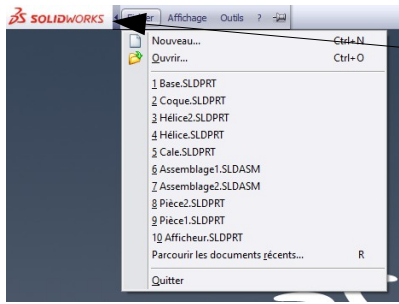 SOLIDWORKS
Affichage Outils ?
Nouveau... Ctrl+N
Ouvrir... Ctrl+O
1 Base.SLDPRT
2 Coque.SLDPRT
3 Hélice2.SLDPRT
4 Hélice.SLDPRT
5 Cale.SLDPRT
6 Assemblage1.SLDASM
7 Assemblage2.SLDASM
8 Pièce2.SLDPRT
9 Pièce1.SLDPRT
10 Afficheur.SLDPRT
Parcourir les documents récents... R
Quitter